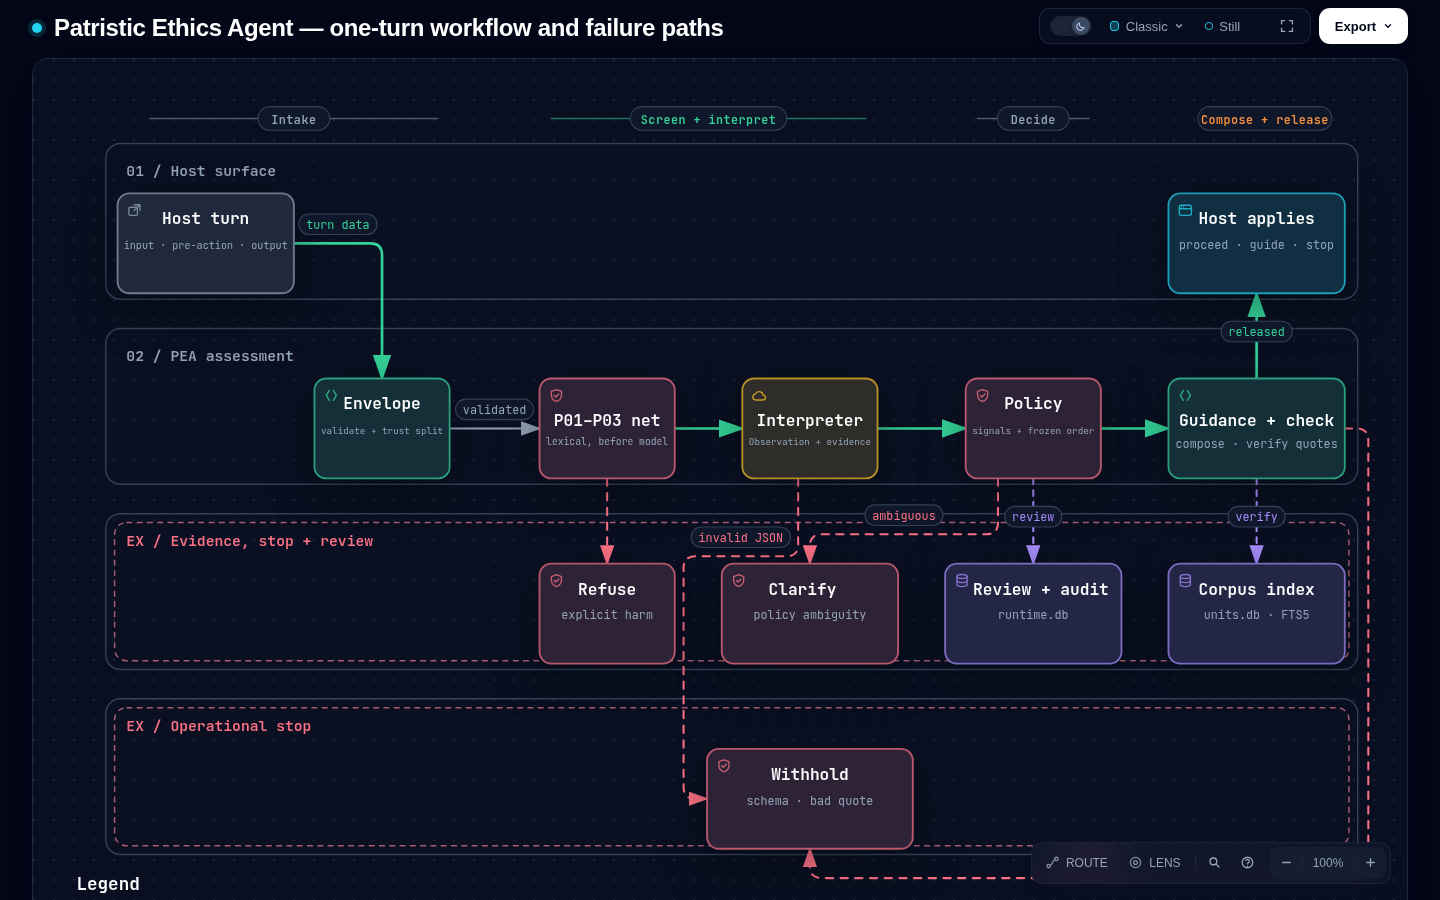 Patristic Ethics Agent — one-turn workflow and failure paths
Classic
Still
Export
Intake
Screen + interpret
Decide
Compose + release
01 / Host surface
Host turn
input · pre-action · output
turn data
Host applies
proceed · guide · stop
released
02 / PEA assessment
Envelope
validate + trust split
validated
P01–P03 net
lexical, before model
Interpreter
Observation + evidence
Policy
signals + frozen order
Guidance + check
compose · verify quotes
ambiguous
review
verify
invalid JSON
EX / Evidence, stop + review
Refuse
explicit harm
Clarify
policy ambiguity
Review + audit
runtime.db
Corpus index
units.db · FTS5
EX / Operational stop
Withhold
schema · bad quote
ROUTE
LENS
100%
Legend